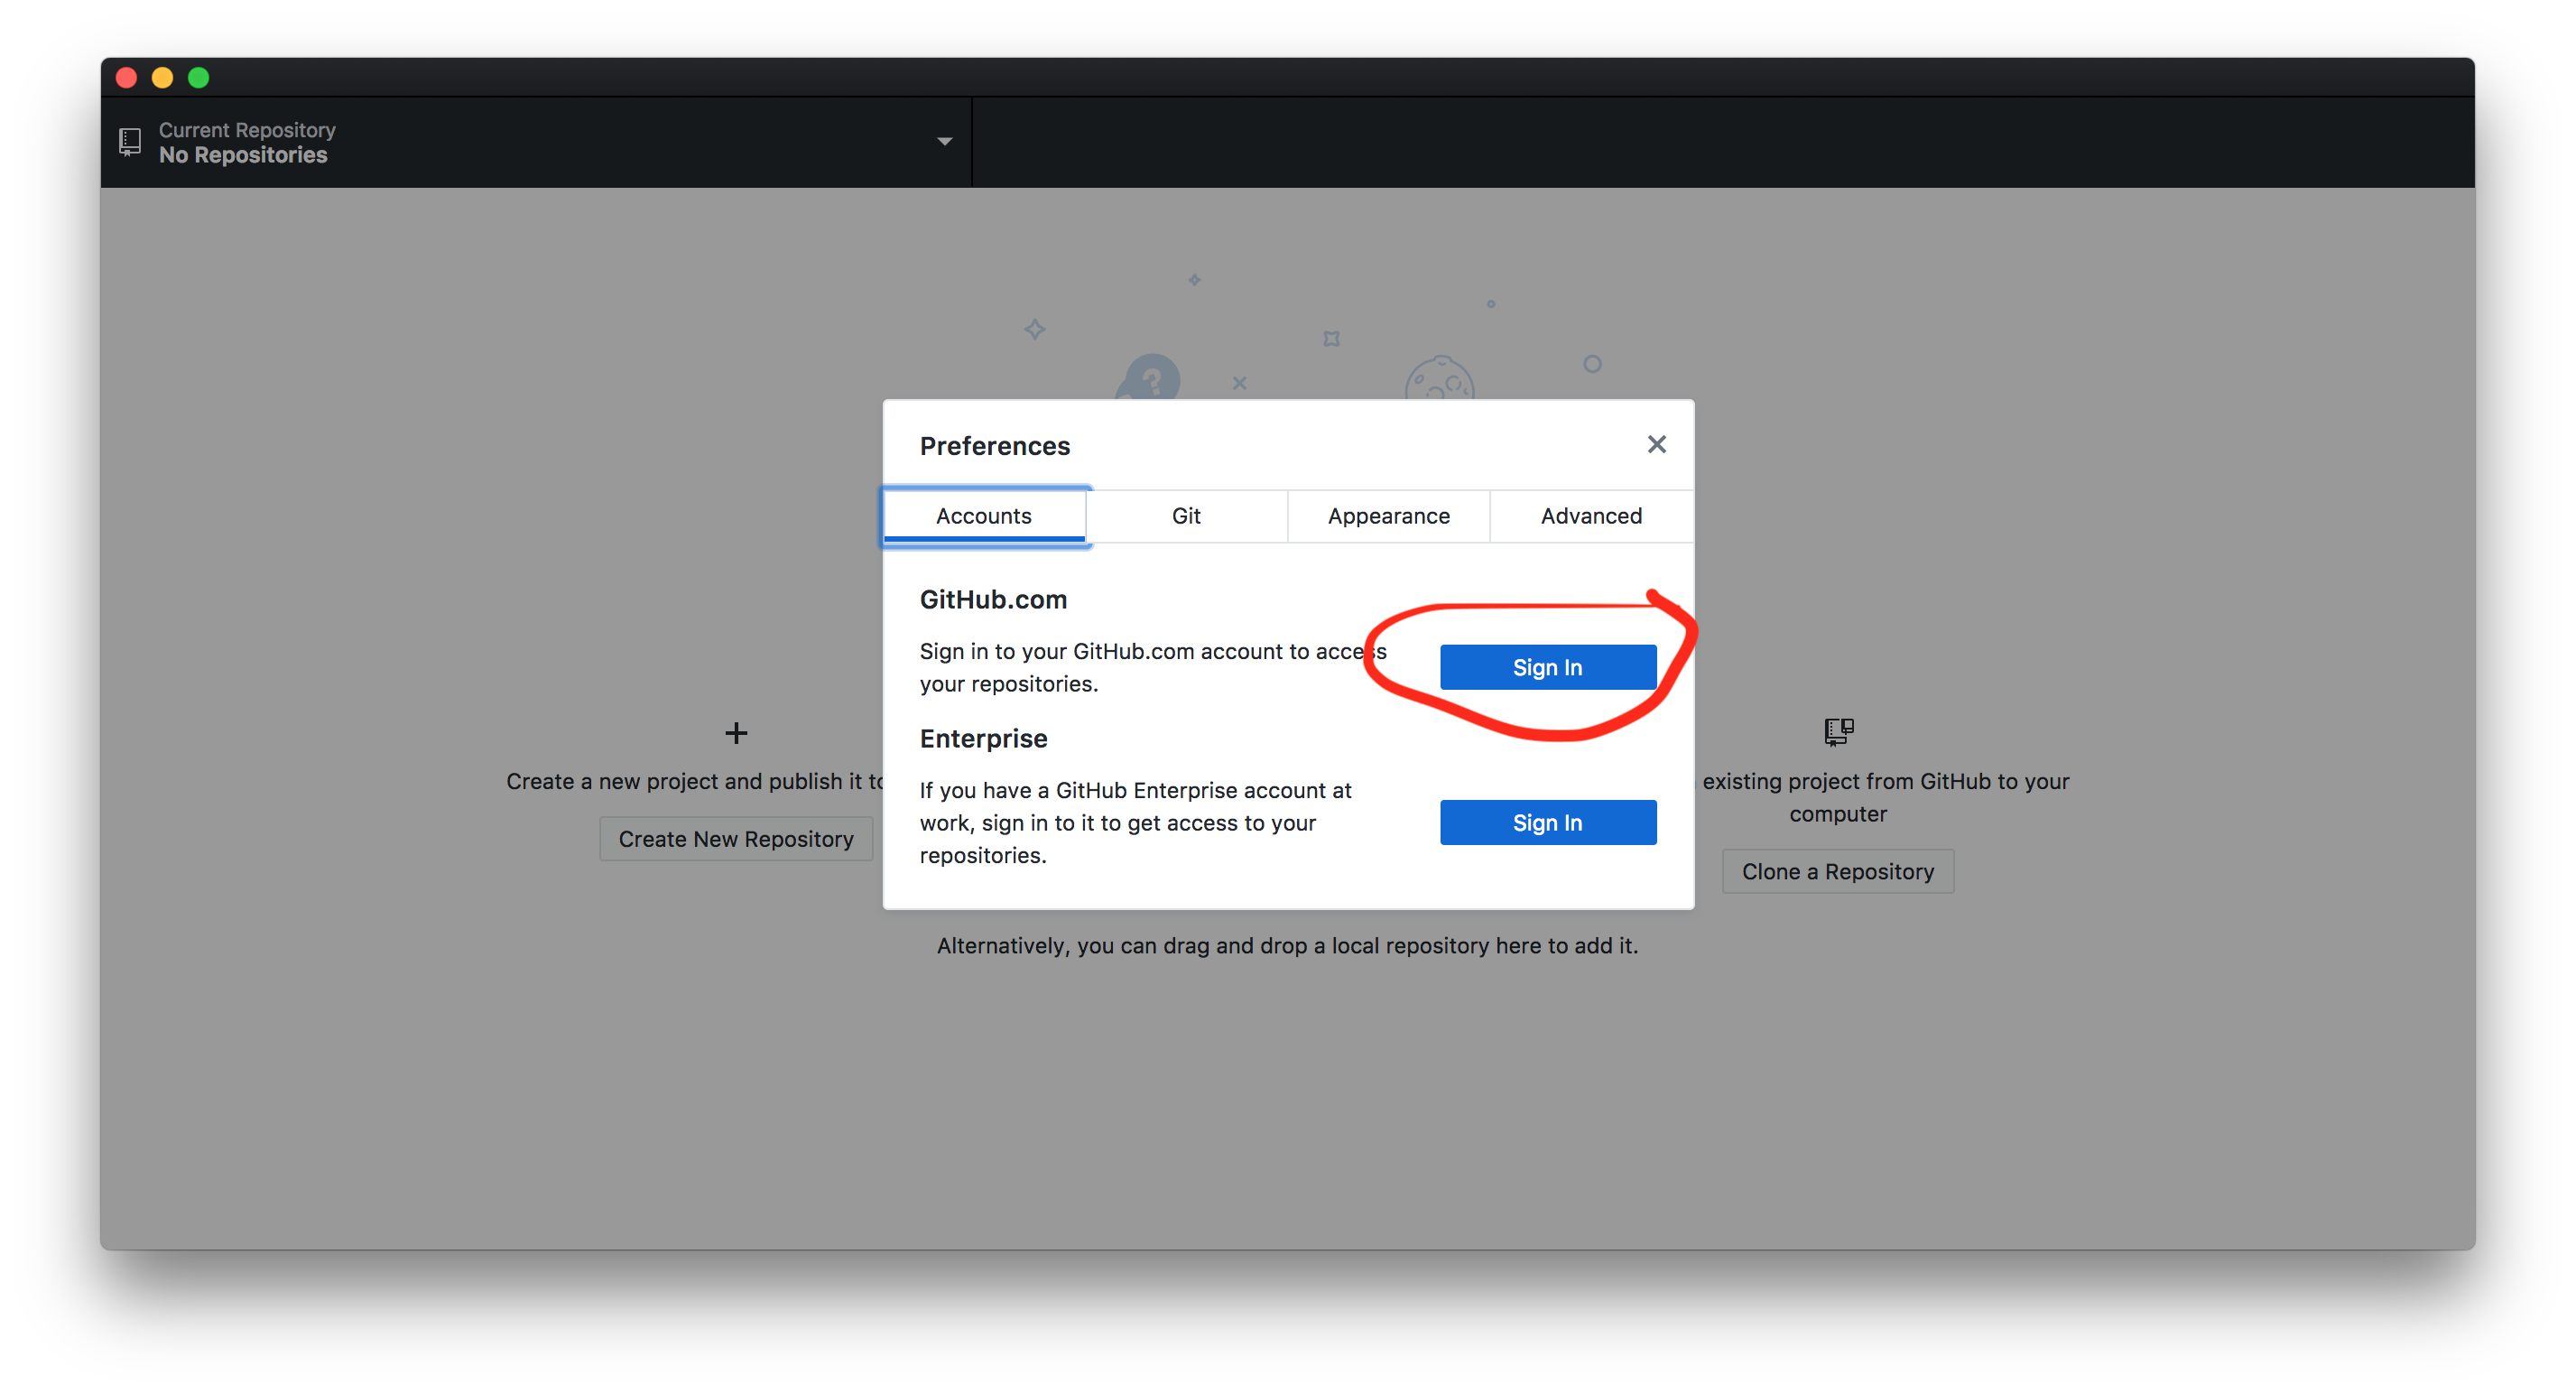 Current Repository
No Repositories
?
Preferences
Accounts
Git
Appearance
Advanced
GitHub.com
Sign in to your GitHub.com account to access
your repositories.
Sign In
Enterprise
If you have a GitHub Enterprise account at
work, sign in to it to get access to your
repositories.
Sign In
Create a new project and publish it to
Create New Repository
existing project from GitHub to your
computer
Clone a Repository
Alternatively, you can drag and drop a local repository here to add it.